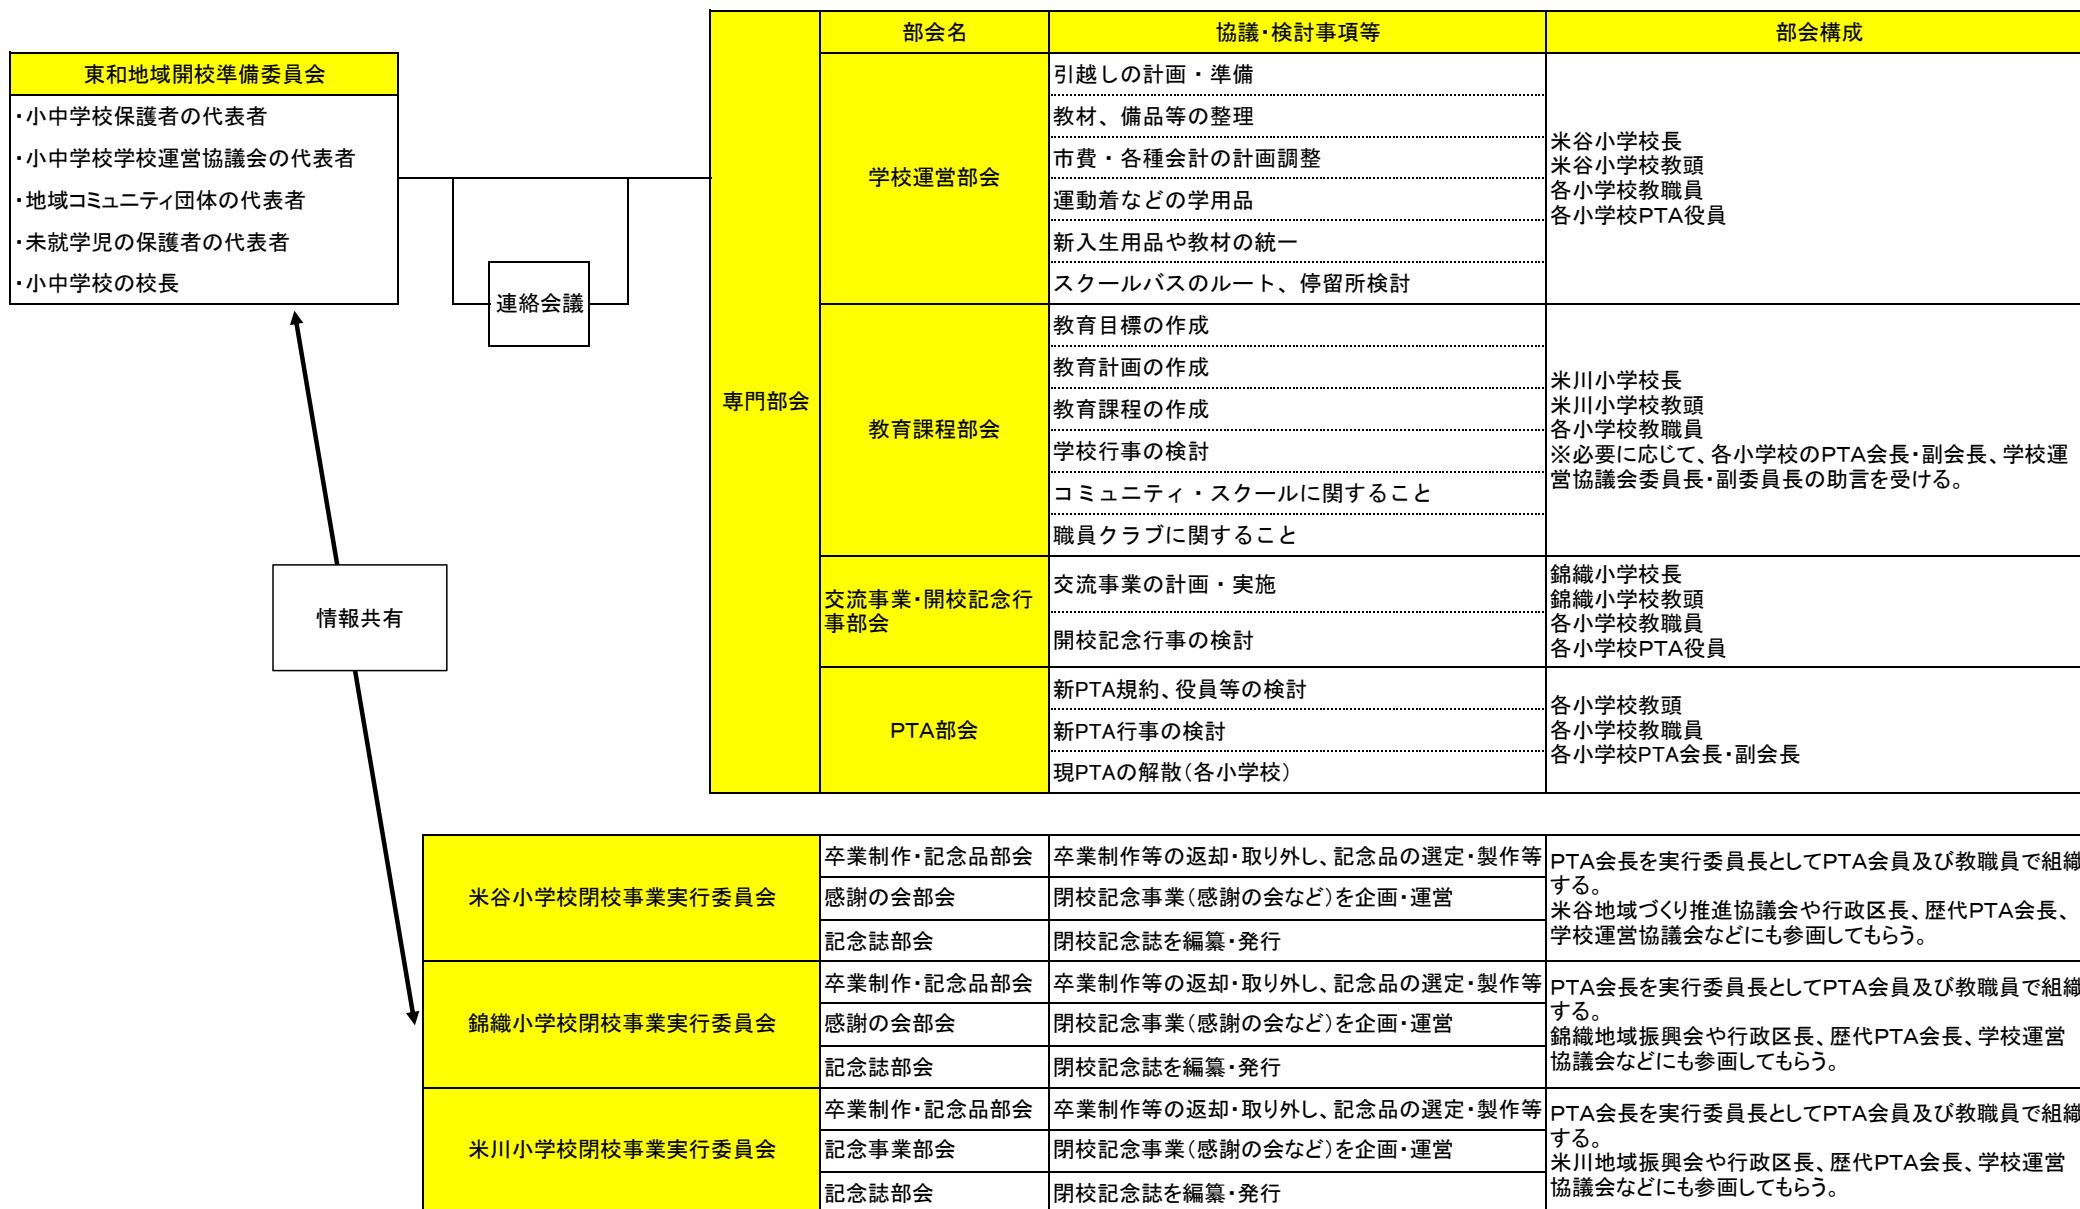 東和地域開校準備委員会
・小中学校保護者の代表者
・小中学校学校運営協議会の代表者
・地域コミュニティ団体の代表者
・未就学児の保護者の代表者
・小中学校の校長
連絡会議
情報共有
専門部会
部会名
協議・検討事項等
部会構成
学校運営部会
引越しの計画・準備
教材、備品等の整理
市費・各種会計の計画調整
運動着などの学用品
新入生用品や教材の統一
スクールバスのルート、停留所検討
米谷小学校長
米谷小学校教頭
各小学校教職員
各小学校PTA役員
教育課程部会
教育目標の作成
教育計画の作成
教育課程の作成
学校行事の検討
コミュニティ・スクールに関すること
職員クラブに関すること
米川小学校長
米川小学校教頭
各小学校教職員
※必要に応じて、各小学校のPTA会長・副会長、学校運
営協議会委員長・副委員長の助言を受ける。
交流事業・開校記念行
事部会
交流事業の計画・実施
開校記念行事の検討
錦織小学校長
錦織小学校教頭
各小学校教職員
各小学校PTA役員
PTA部会
新PTA規約、役員等の検討
新PTA行事の検討
現PTAの解散（各小学校）
各小学校教頭
各小学校教職員
各小学校PTA会長・副会長
米谷小学校閉校事業実行委員会
卒業制作・記念品部会
卒業制作等の返却・取り外し、記念品の選定・製作等
感謝の会部会
閉校記念事業（感謝の会など）を企画・運営
記念誌部会
閉校記念誌を編纂・発行
PTA会長を実行委員長としてPTA会員及び教職員で組織
する。
米谷地域づくり推進協議会や行政区長、歴代PTA会長、
学校運営協議会などにも参画してもらう。
錦織小学校閉校事業実行委員会
卒業制作・記念品部会
卒業制作等の返却・取り外し、記念品の選定・製作等
感謝の会部会
閉校記念事業（感謝の会など）を企画・運営
記念誌部会
閉校記念誌を編纂・発行
PTA会長を実行委員長としてPTA会員及び教職員で組織
する。
錦織地域振興会や行政区長、歴代PTA会長、学校運営
協議会などにも参画してもらう。
米川小学校閉校事業実行委員会
卒業制作・記念品部会
卒業制作等の返却・取り外し、記念品の選定・製作等
記念事業部会
閉校記念事業（感謝の会など）を企画・運営
記念誌部会
閉校記念誌を編纂・発行
PTA会長を実行委員長としてPTA会員及び教職員で組織
する。
米川地域振興会や行政区長、歴代PTA会長、学校運営
協議会などにも参画してもらう。